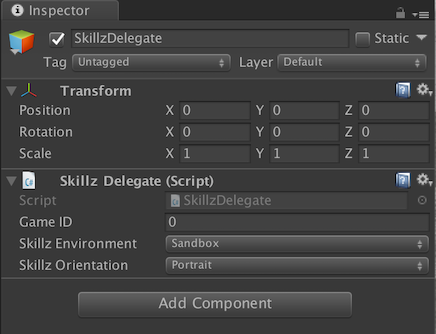 Inspector
SkillzDelegate Static
Tag Untagged Layer Default
Transform
Position X 0 Y 0 Z 0
Rotation X 0 Y 0 Z 0
Scale X 1 Y 1 Z 1
Skillz Delegate (Script)
Script SkillzDelegate
Game ID 0
Skillz Environment Sandbox
Skillz Orientation Portrait
Add Component